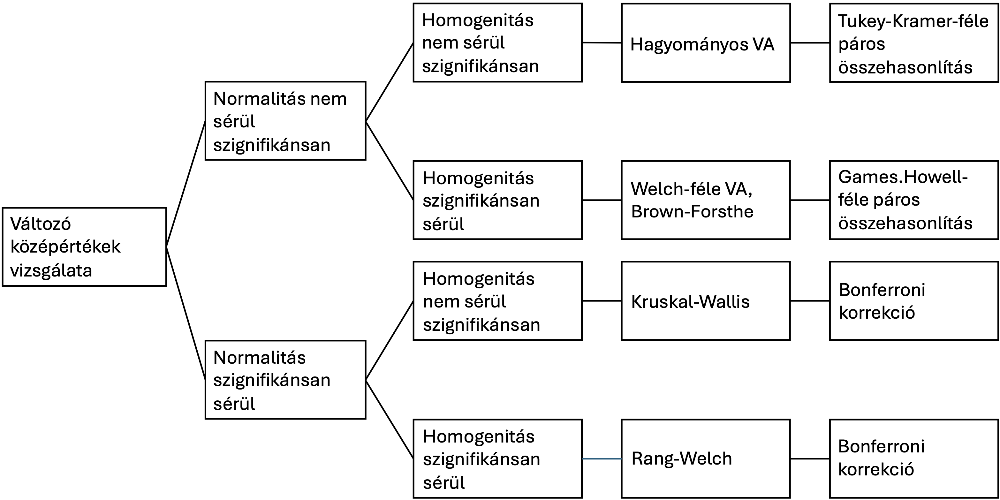 Változó
középértékek
vizsgálata
Normalitás nem
sérül
szignifikánsan
Homogenitás
nem sérül
szignifikánsan
Hagyományos VA
Tukey-Kramer-féle
páros
összehasonlítás
Homogenitás
szignifikánsan
sérül
Welch-féle VA,
Brown-Forsthe
Games.Howell-
féle páros
összehasonlítás
Normalitás
szignifikánsan
sérül
Homogenitás
nem sérül
szignifikánsan
Kruskal-Wallis
Bonferroni
korrekció
Homogenitás
szignifikánsan
sérül
Rang-Welch
Bonferroni
korrekció